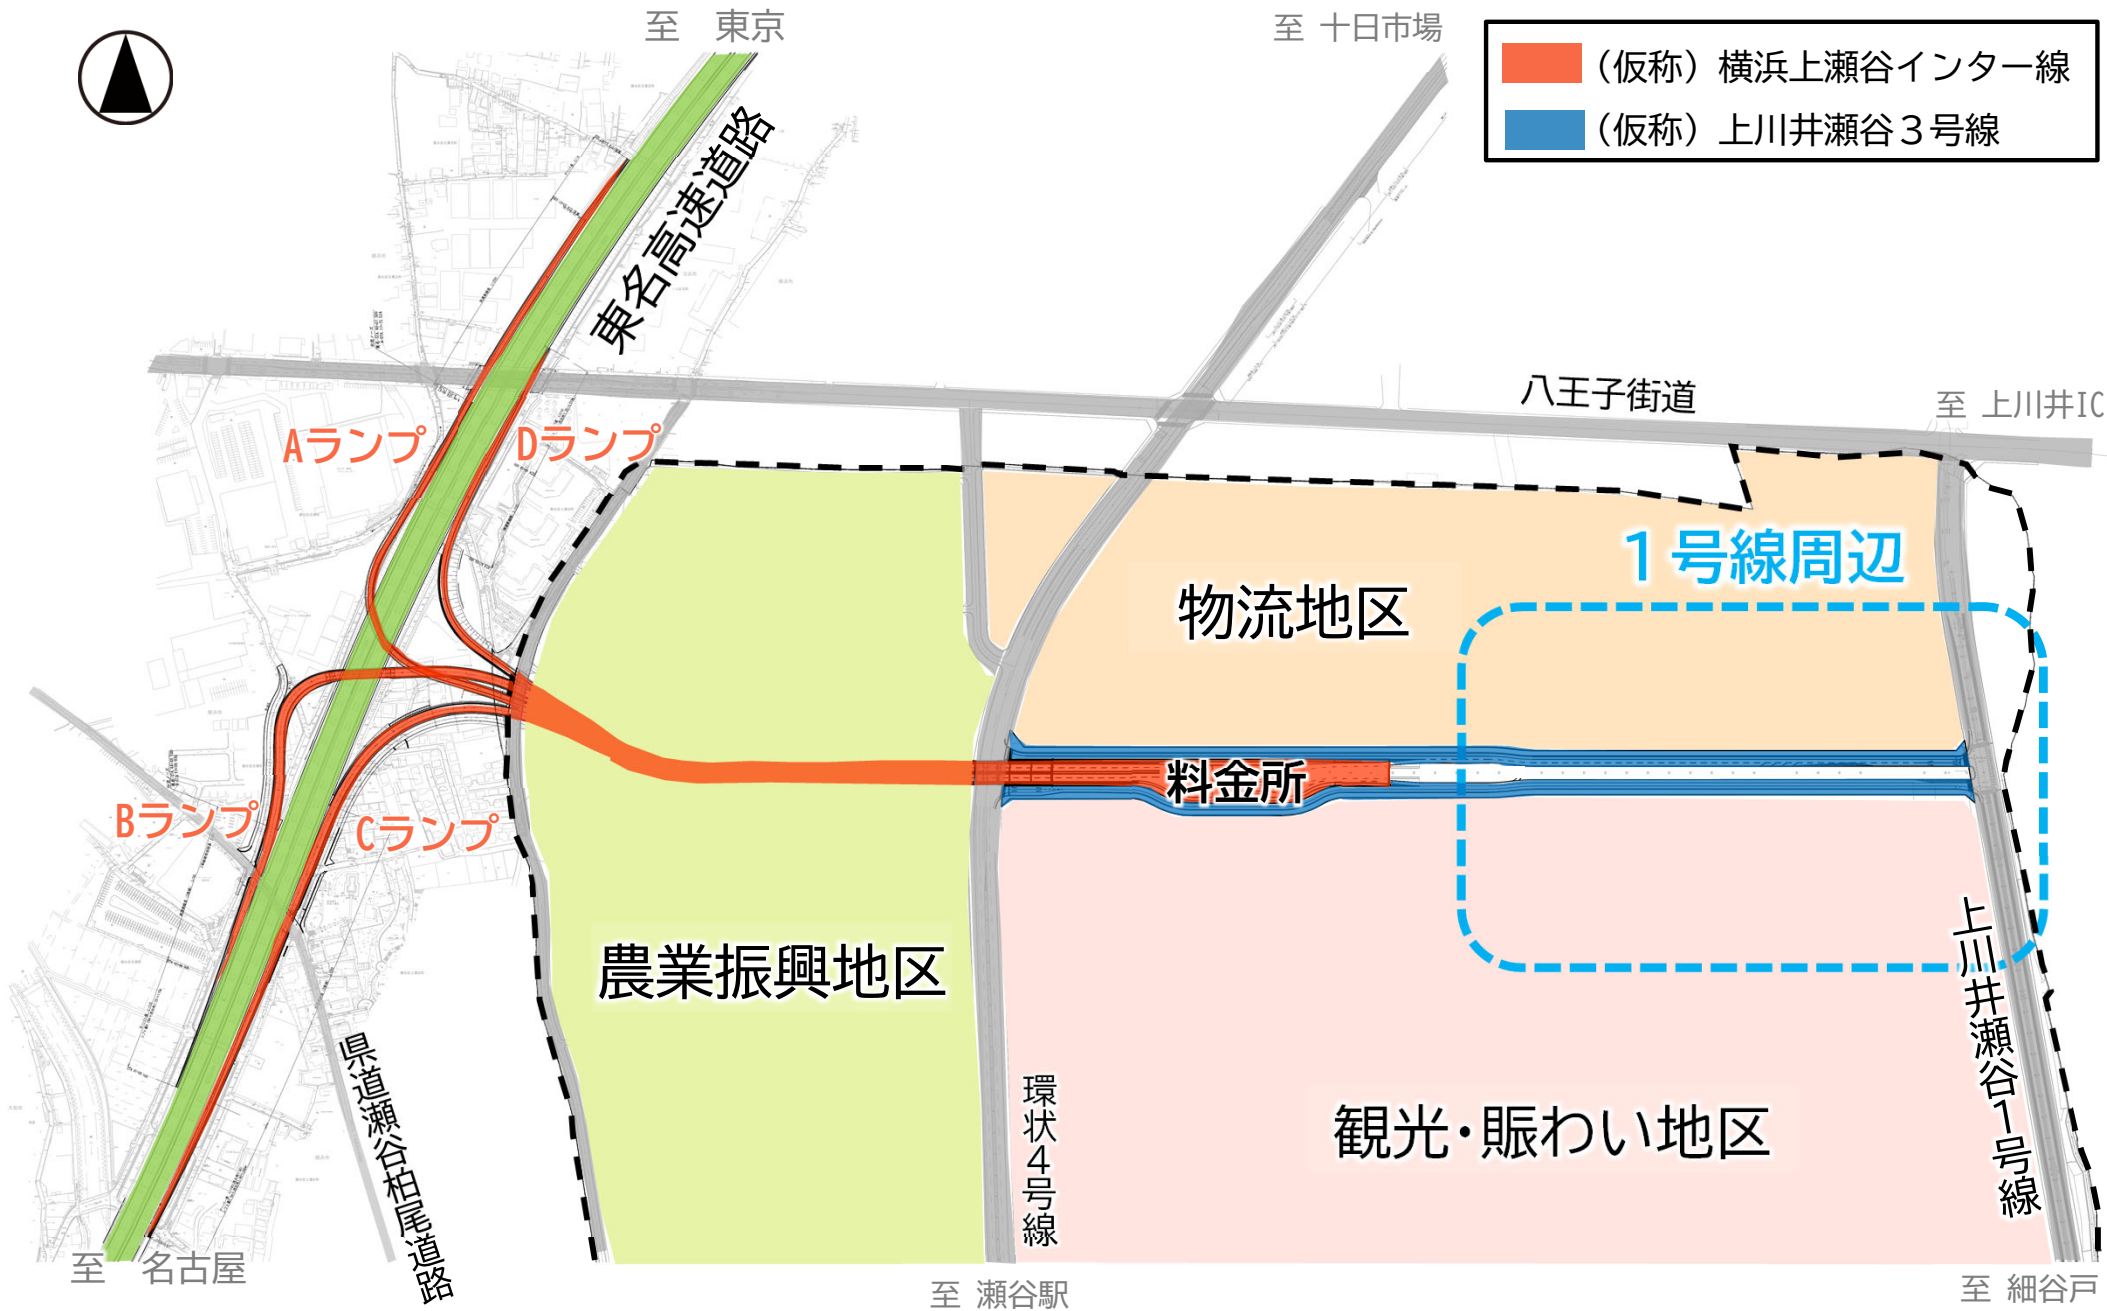 至　東京
至 十日市場
（仮称）横浜上瀬谷インター線
（仮称）上川井瀬谷３号線
東名高速道路
八王子街道
至 上川井IC
Aランプ
Dランプ
１号線周辺
物流地区
料金所
Bランプ
Cランプ
農業振興地区
上川井瀬谷１号線
県道瀬谷柏尾道路
環状４号線
観光・賑わい地区
至　名古屋
至 瀬谷駅
至 細谷戸